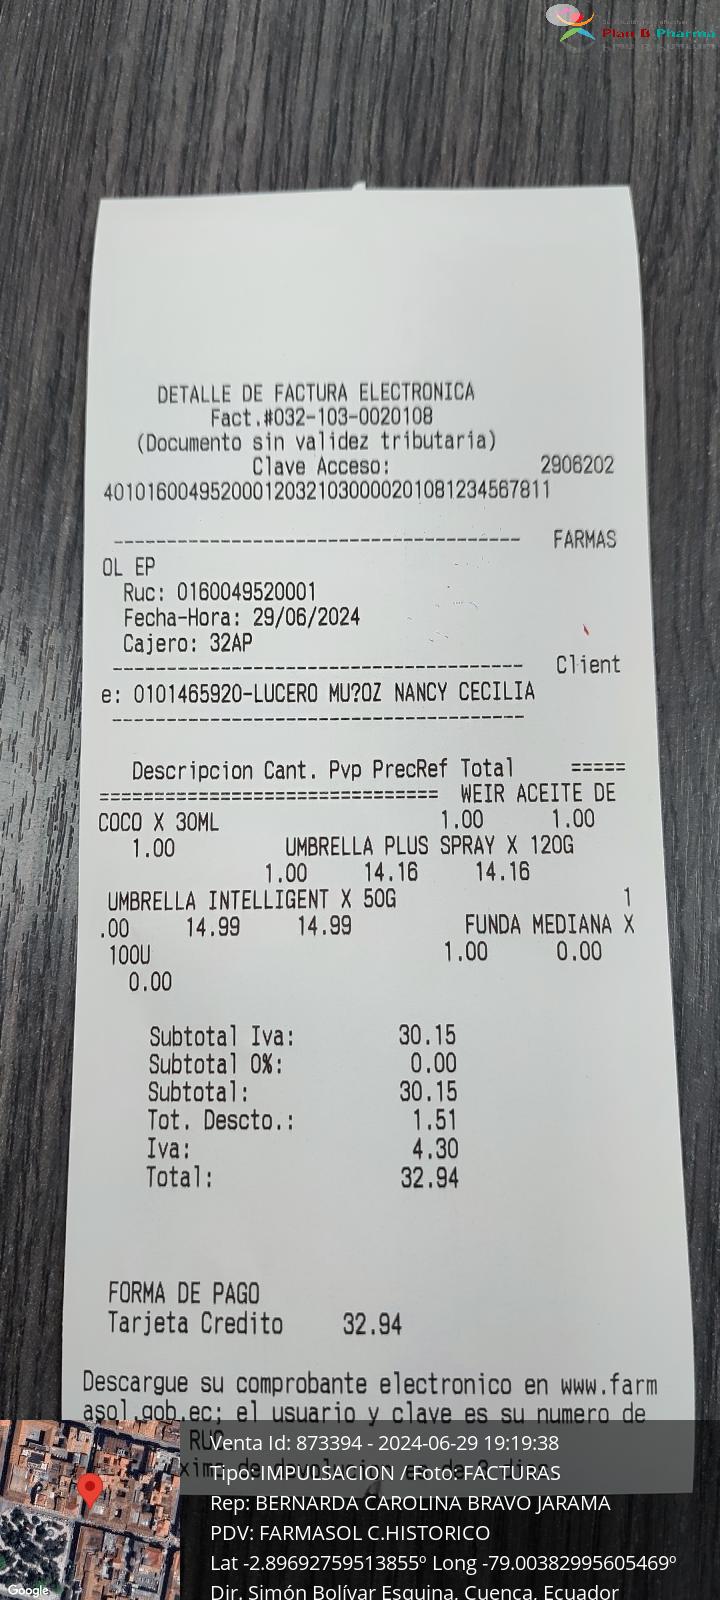 Plan B Pharma
DETALLE DE FACTURA ELECTRONICA
Fact.#032-103-0020108
(Documento sin validez tributaria)
Clave Acceso: 2906202
401016004952000120321030000201081234567811
-------------------------------------- FARMAS
OL EP
Ruc: 0160049520001
Fecha-Hora: 29/06/2024
Cajero: 32AP
-------------------------------------- Client
e: 0101465920-LUCERO MU?OZ NANCY CECILIA
--------------------------------------
Descripcion Cant. Pvp PrecRef Total =====
=============================== WEIR ACEITE DE
COCO X 30ML 1.00 1.00
1.00 UMBRELLA PLUS SPRAY X 120G
1.00 14.16 14.16
UMBRELLA INTELLIGENT X 50G 1
.00 14.99 14.99 FUNDA MEDIANA X
100U 1.00 0.00
0.00
Subtotal Iva: 30.15
Subtotal 0%: 0.00
Subtotal: 30.15
Tot. Descto.: 1.51
Iva: 4.30
Total: 32.94
FORMA DE PAGO
Tarjeta Credito 32.94
Descargue su comprobante electronico en www.farm
asol.gob.ec; el usuario y clave es su numero de
Venta Id: 873394 - 2024-06-29 19:19:38
Tipo: IMPULSACION / Foto: FACTURAS
Rep: BERNARDA CAROLINA BRAVO JARAMA
PDV: FARMASOL C.HISTORICO
Lat -2.89692759513855º Long -79.00382995605469º
Dir. Simón Bolívar Esquina, Cuenca, Ecuador
Google